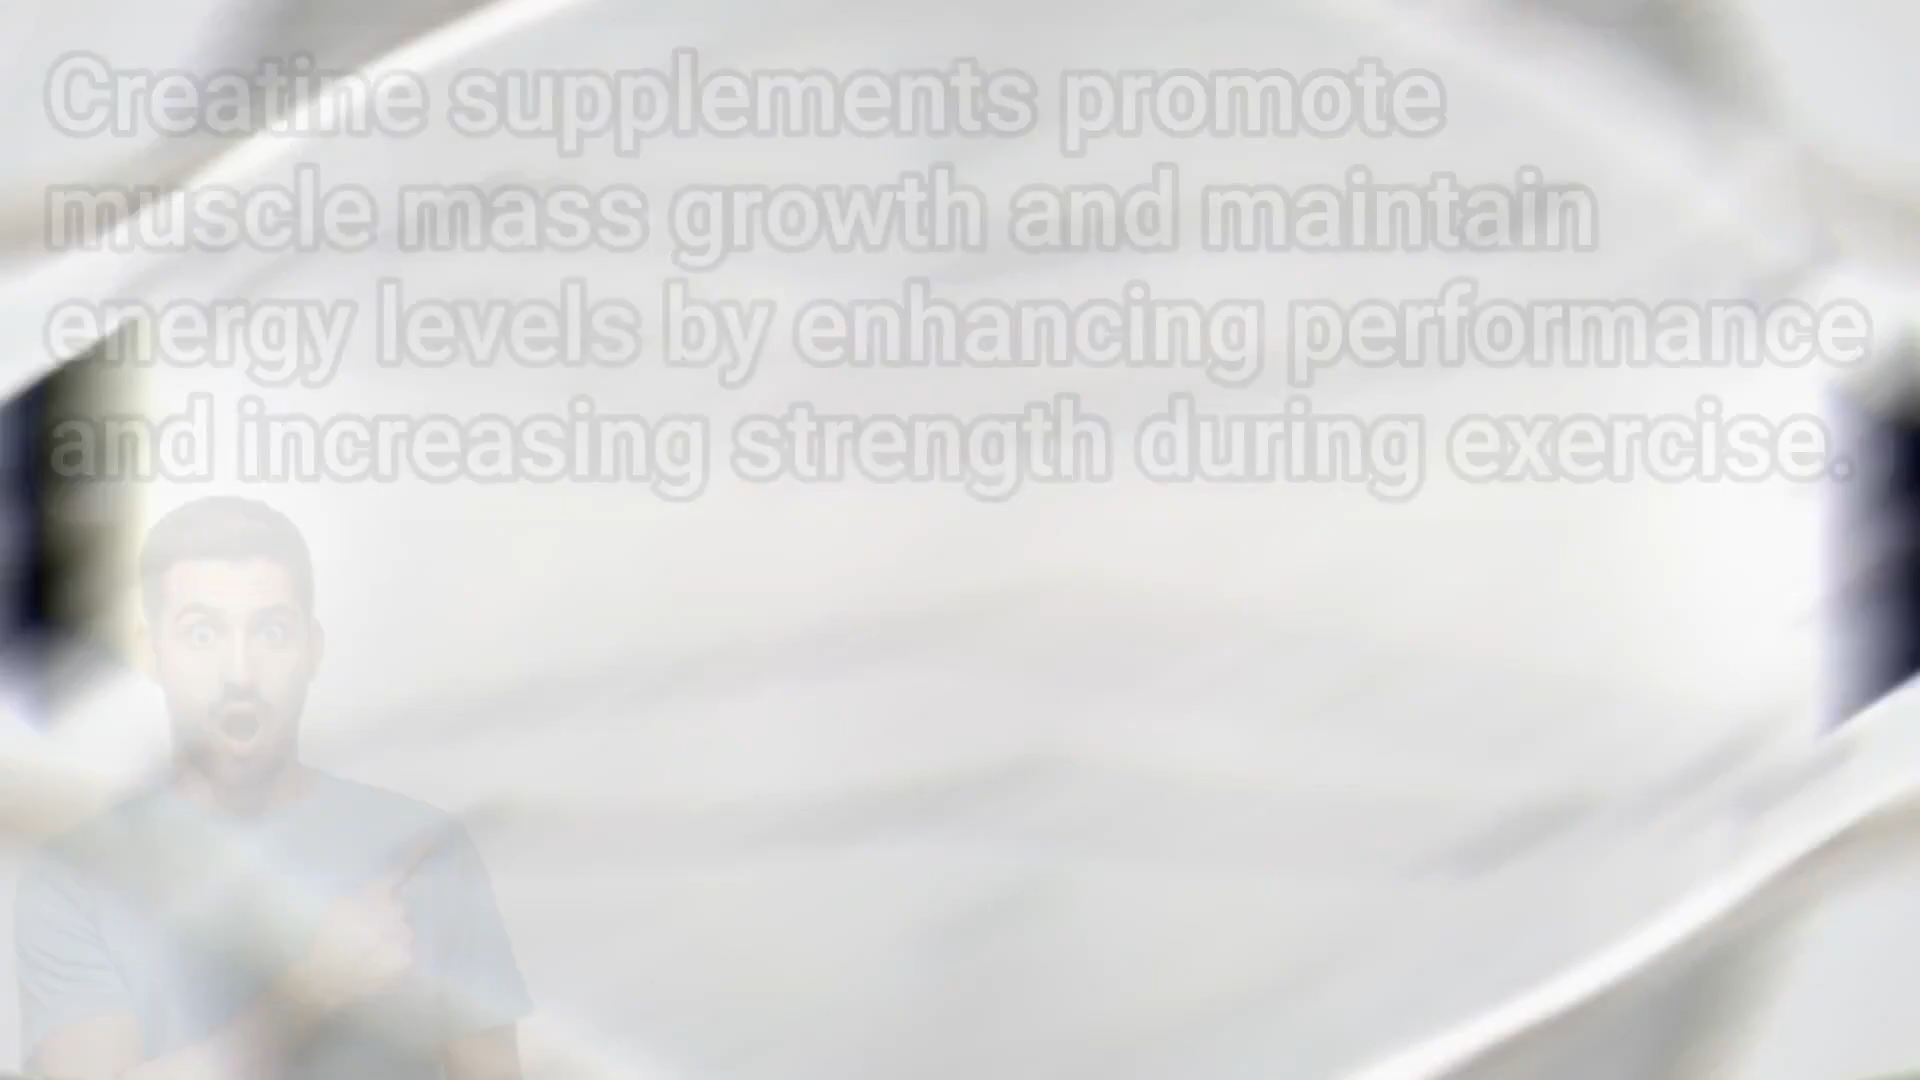 Creatine supplements promote
muscle mass growth and maintain
energy levels by enhancing performance
and increasing strength during exercise.